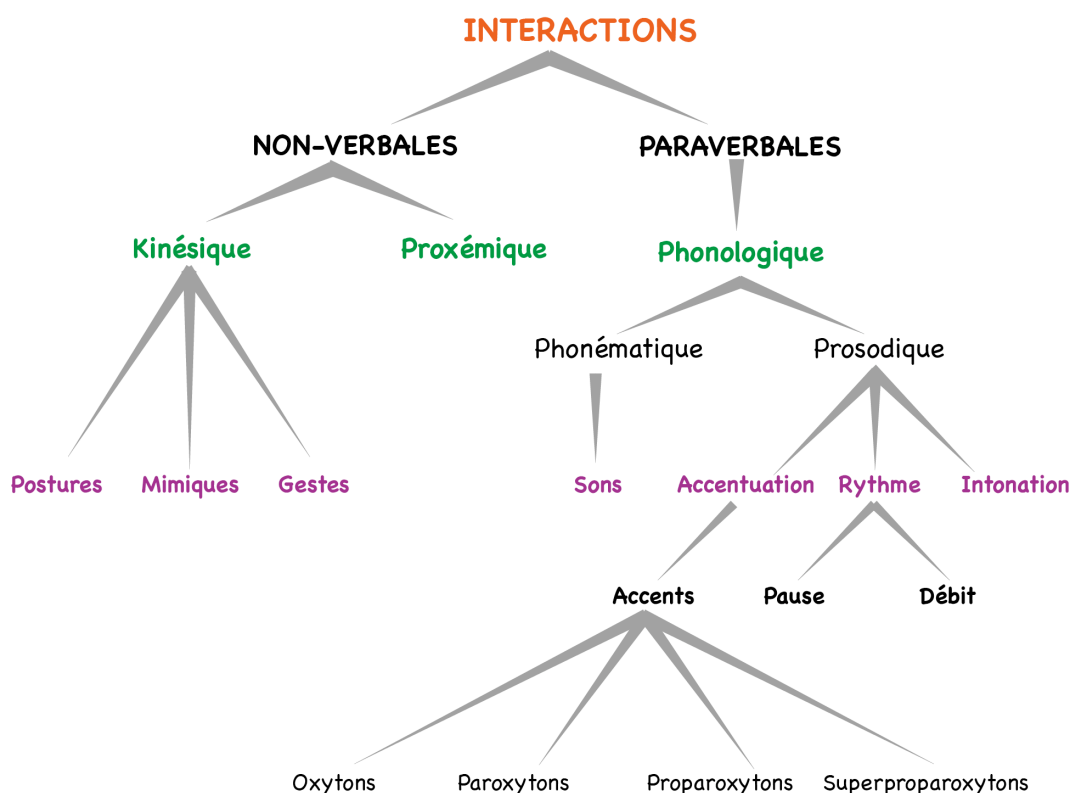 INTERACTIONS
NON-VERBALES PARAVERBALES
Kinésique Proxémique Phonologique
Phonématique Prosodique
Postures Mimiques Gestes Sons Accentuation Rythme Intonation
Accents Pause Débit
Oxytons Paroxytons Proparoxytons Superproparoxytons